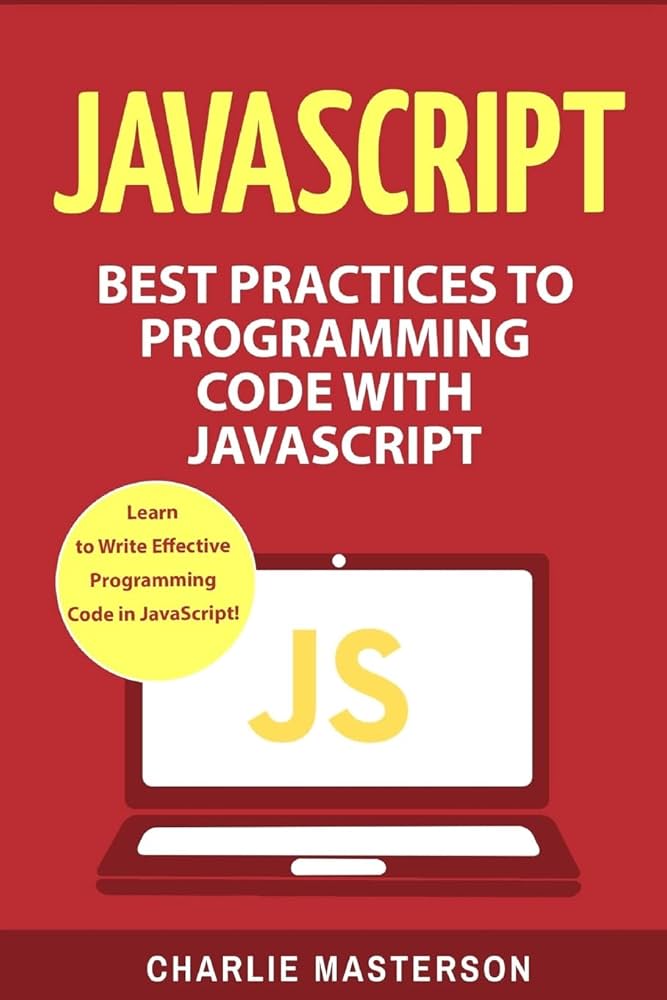 JAVASCRIPT
BEST PRACTICES TO
PROGRAMMING
CODE WITH
JAVASCRIPT
Learn
to Write Effective
Programming
Code in JavaScript!
JS
CHARLIE MASTERSON